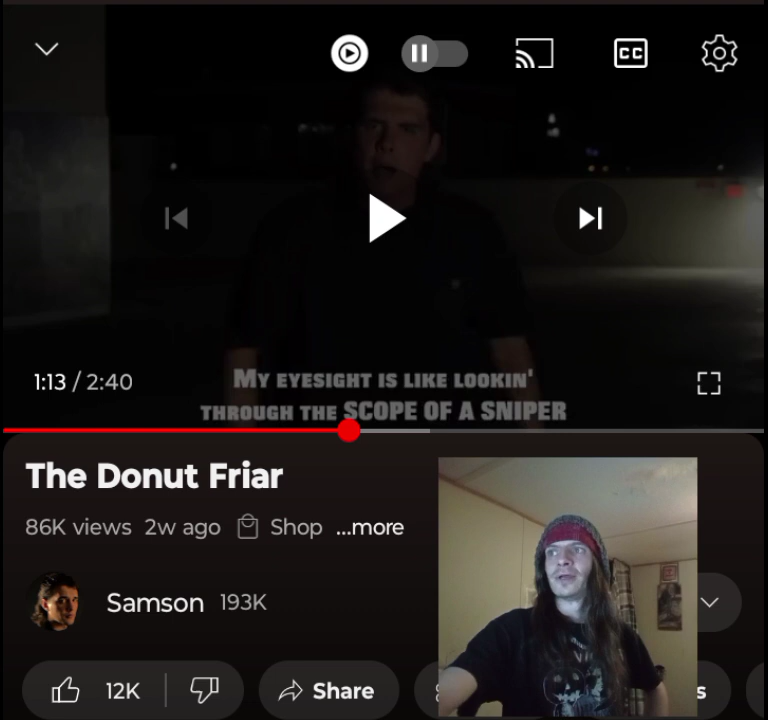 CC
1:13 / 2:40
MY EYESIGHT IS LIKE LOOKIN'
THROUGH THE SCOPE OF A SNIPER
The Donut Friar
86K views 2w ago Shop ...more
Samson 193K
12K Share